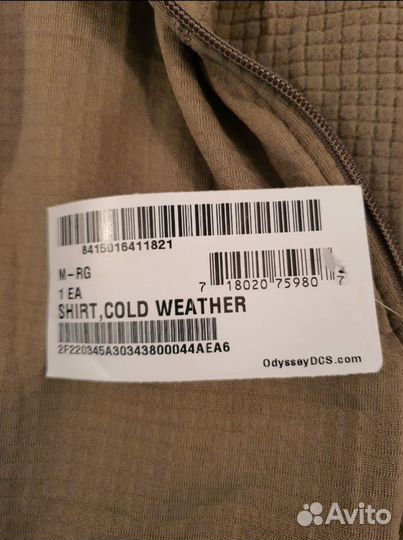 8415016411821
M-RG
1 EA
7 18020 75980 7
SHIRT,COLD WEATHER
2F220345A30343800044AEA6
OdysseyDCS.com
Avito